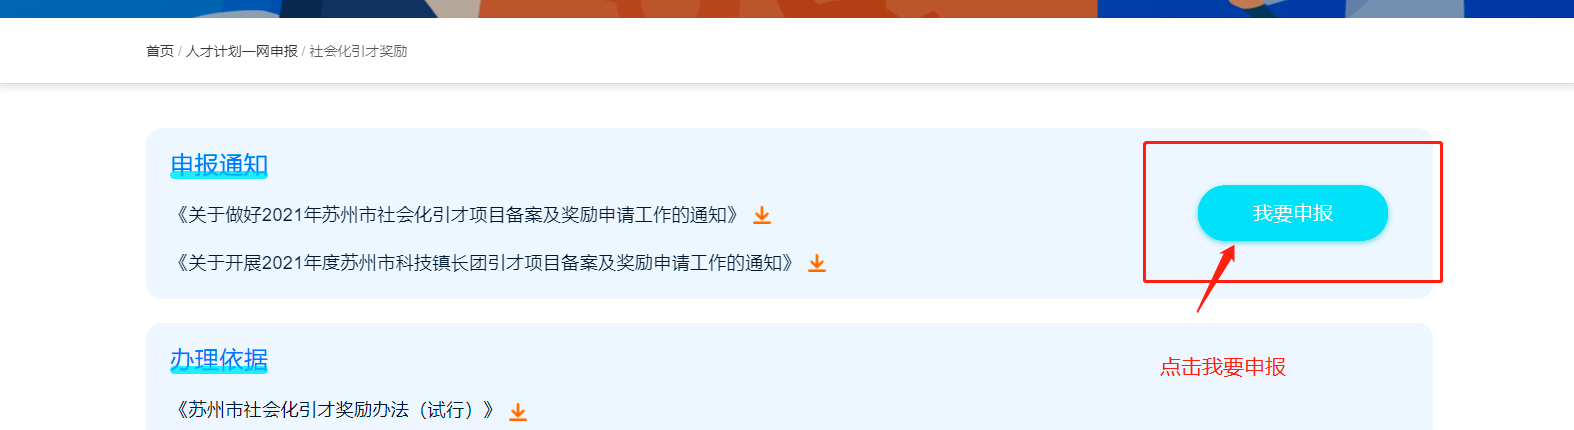 首页 / 人才计划一网申报 / 社会化引才奖励
申报通知
《关于做好2021年苏州市社会化引才项目备案及奖励申请工作的通知》
我要申报
《关于开展2021年度苏州市科技镇长团引才项目备案及奖励申请工作的通知》
办理依据
点击我要申报
《苏州市社会化引才奖励办法（试行）》